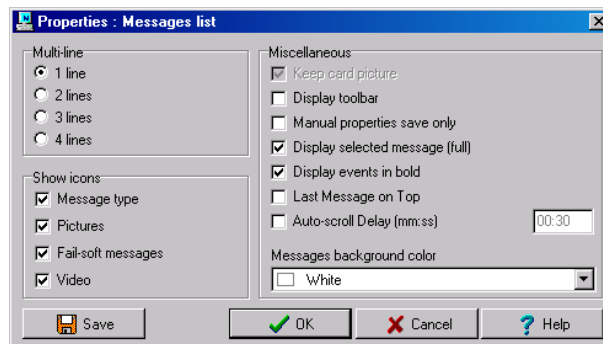 Properties : Messages list
Multi-line
1 line
2 lines
3 lines
4 lines
Show icons
Message type
Pictures
Fail-soft messages
Video
Miscellaneous
Keep card picture
Display toolbar
Manual properties save only
Display selected message (full)
Display events in bold
Last Message on Top
Auto-scroll Delay (mm:ss) 00:30
Messages background color
White
Save OK Cancel Help